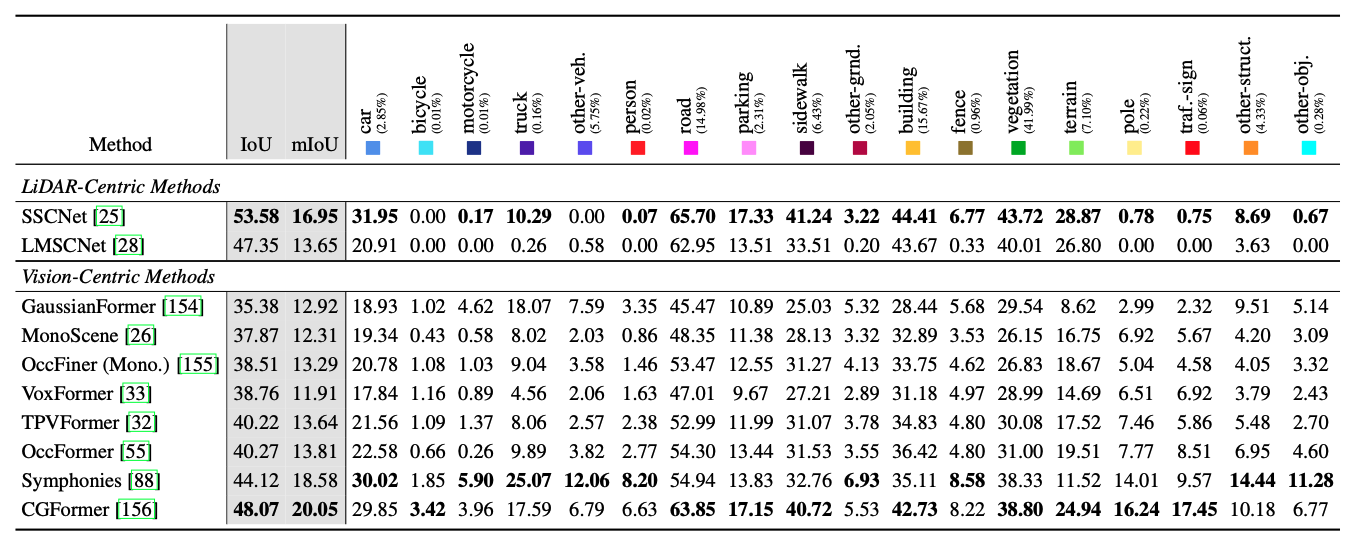 Method IoU mIoU car (2.85%) bicycle (0.01%) motorcycle (0.01%) truck (0.16%) other-veh. (5.75%) person (0.02%) road (14.98%) parking (2.31%) sidewalk (6.43%) other-grnd. (2.05%) building (15.67%) fence (0.96%) vegetation (41.99%) terrain (7.10%) pole (0.22%) traf.-sign (0.06%) other-struct. (4.33%) other-obj. (0.28%)
LiDAR-Centric Methods
SSCNet [25] 53.58 16.95 31.95 0.00 0.17 10.29 0.00 0.07 65.70 17.33 41.24 3.22 44.41 6.77 43.72 28.87 0.78 0.75 8.69 0.67
LMSCNet [28] 47.35 13.65 20.91 0.00 0.00 0.26 0.58 0.00 62.95 13.51 33.51 0.20 43.67 0.33 40.01 26.80 0.00 0.00 3.63 0.00
Vision-Centric Methods
GaussianFormer [154] 35.38 12.92 18.93 1.02 4.62 18.07 7.59 3.35 45.47 10.89 25.03 5.32 28.44 5.68 29.54 8.62 2.99 2.32 9.51 5.14
MonoScene [26] 37.87 12.31 19.34 0.43 0.58 8.02 2.03 0.86 48.35 11.38 28.13 3.32 32.89 3.53 26.15 16.75 6.92 5.67 4.20 3.09
OccFiner (Mono.) [155] 38.51 13.29 20.78 1.08 1.03 9.04 3.58 1.46 53.47 12.55 31.27 4.13 33.75 4.62 26.83 18.67 5.04 4.58 4.05 3.32
VoxFormer [33] 38.76 11.91 17.84 1.16 0.89 4.56 2.06 1.63 47.01 9.67 27.21 2.89 31.18 4.97 28.99 14.69 6.51 6.92 3.79 2.43
TPVFormer [32] 40.22 13.64 21.56 1.09 1.37 8.06 2.57 2.38 52.99 11.99 31.07 3.78 34.83 4.80 30.08 17.52 7.46 5.86 5.48 2.70
OccFormer [55] 40.27 13.81 22.58 0.66 0.26 9.89 3.82 2.77 54.30 13.44 31.53 3.55 36.42 4.80 31.00 19.51 7.77 8.51 6.95 4.60
Symphonies [88] 44.12 18.58 30.02 1.85 5.90 25.07 12.06 8.20 54.94 13.83 32.76 6.93 35.11 8.58 38.33 11.52 14.01 9.57 14.44 11.28
CGFormer [156] 48.07 20.05 29.85 3.42 3.96 17.59 6.79 6.63 63.85 17.15 40.72 5.53 42.73 8.22 38.80 24.94 16.24 17.45 10.18 6.77